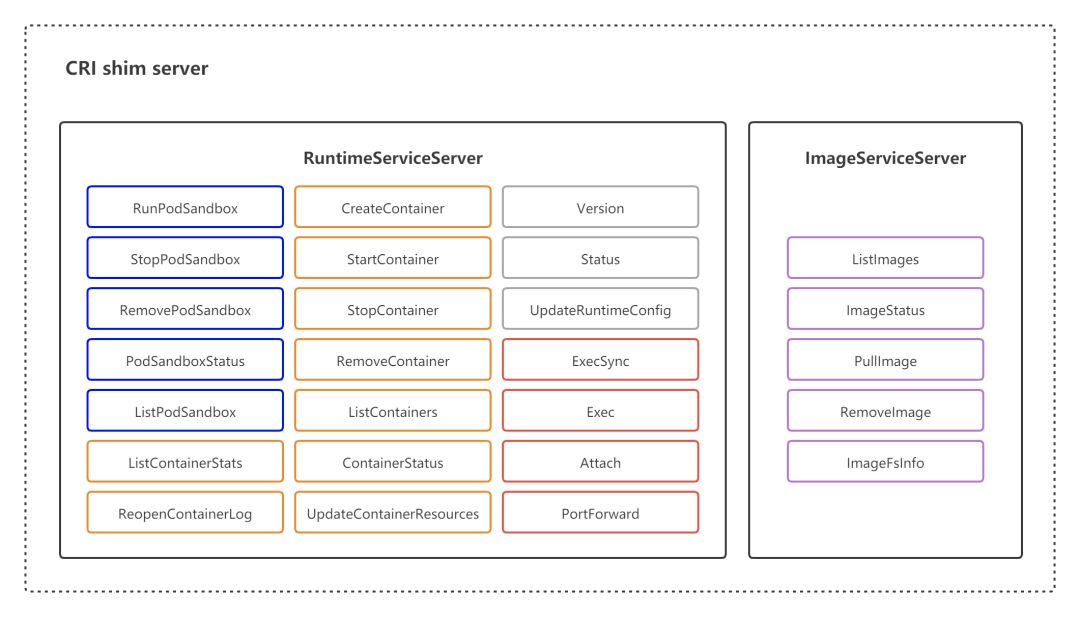 CRI shim server
RuntimeServiceServer
RunPodSandbox
CreateContainer
Version
StopPodSandbox
StartContainer
Status
RemovePodSandbox
StopContainer
UpdateRuntimeConfig
PodSandboxStatus
RemoveContainer
ExecSync
ListPodSandbox
ListContainers
Exec
ListContainerStats
ContainerStatus
Attach
ReopenContainerLog
UpdateContainerResources
PortForward
ImageServiceServer
ListImages
ImageStatus
PullImage
RemoveImage
ImageFsInfo